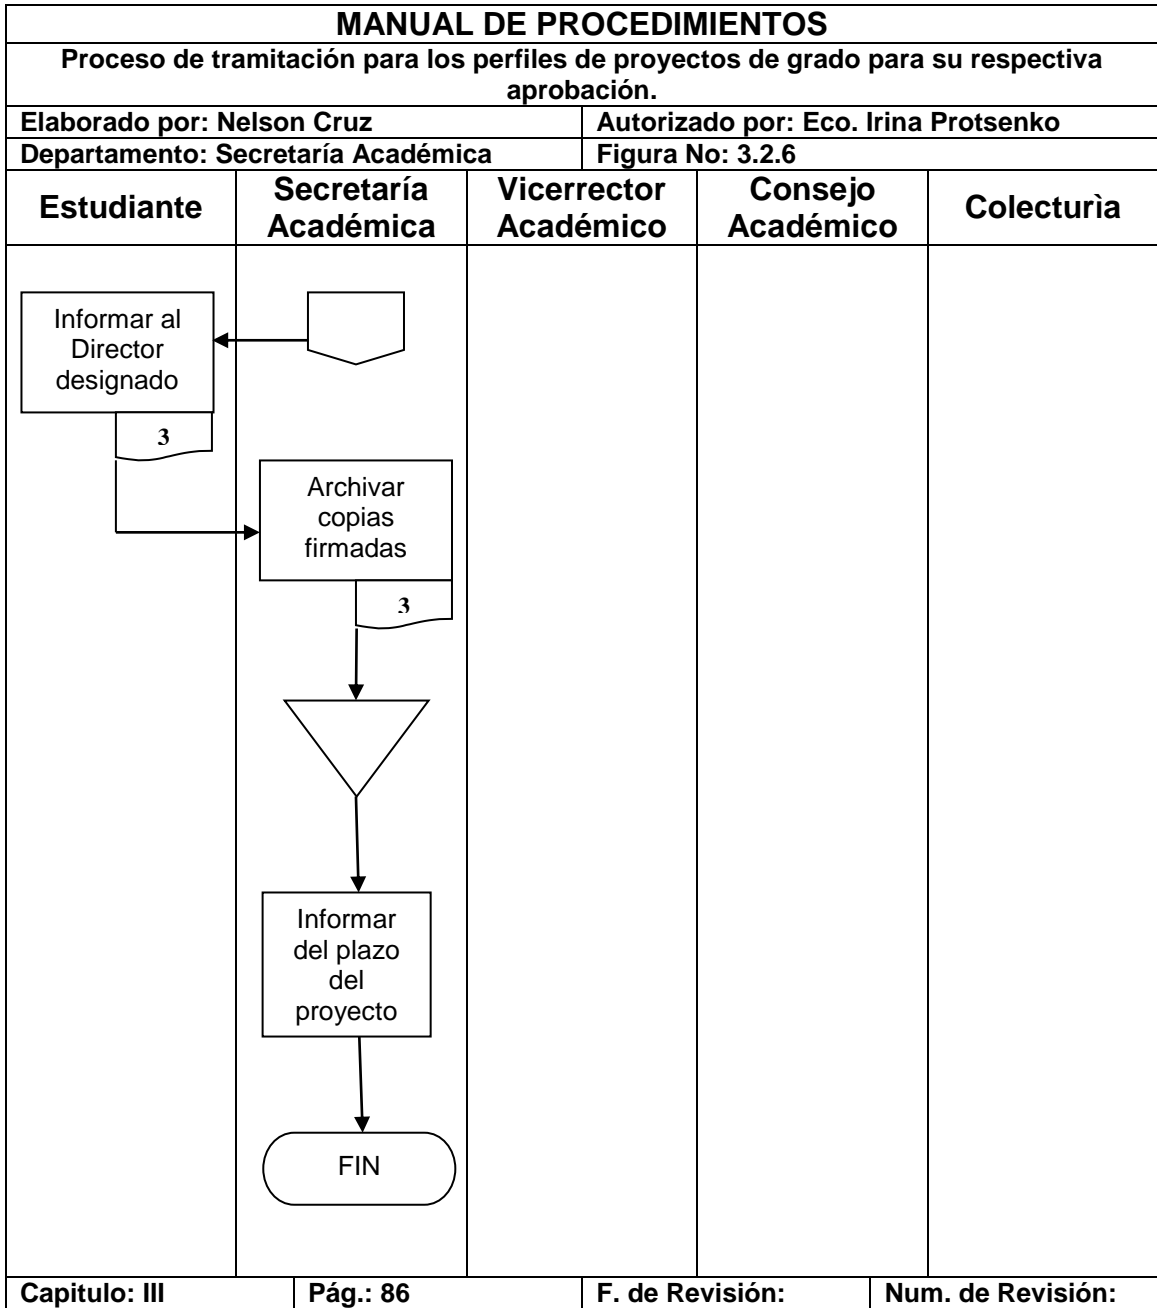 MANUAL DE PROCEDIMIENTOS
Proceso de tramitación para los perfiles de proyectos de grado para su respectiva
aprobación.
Elaborado por: Nelson Cruz
Autorizado por: Eco. Irina Protsenko
Departamento: Secretaría Académica
Figura No: 3.2.6
Estudiante
Secretaría
Académica
Vicerrector
Académico
Consejo
Académico
Colecturìa
Informar al
Director
designado
3
Archivar
copias
firmadas
3
Informar
del plazo
del
proyecto
FIN
Capitulo: III
Pág.: 86
F. de Revisión:
Num. de Revisión: